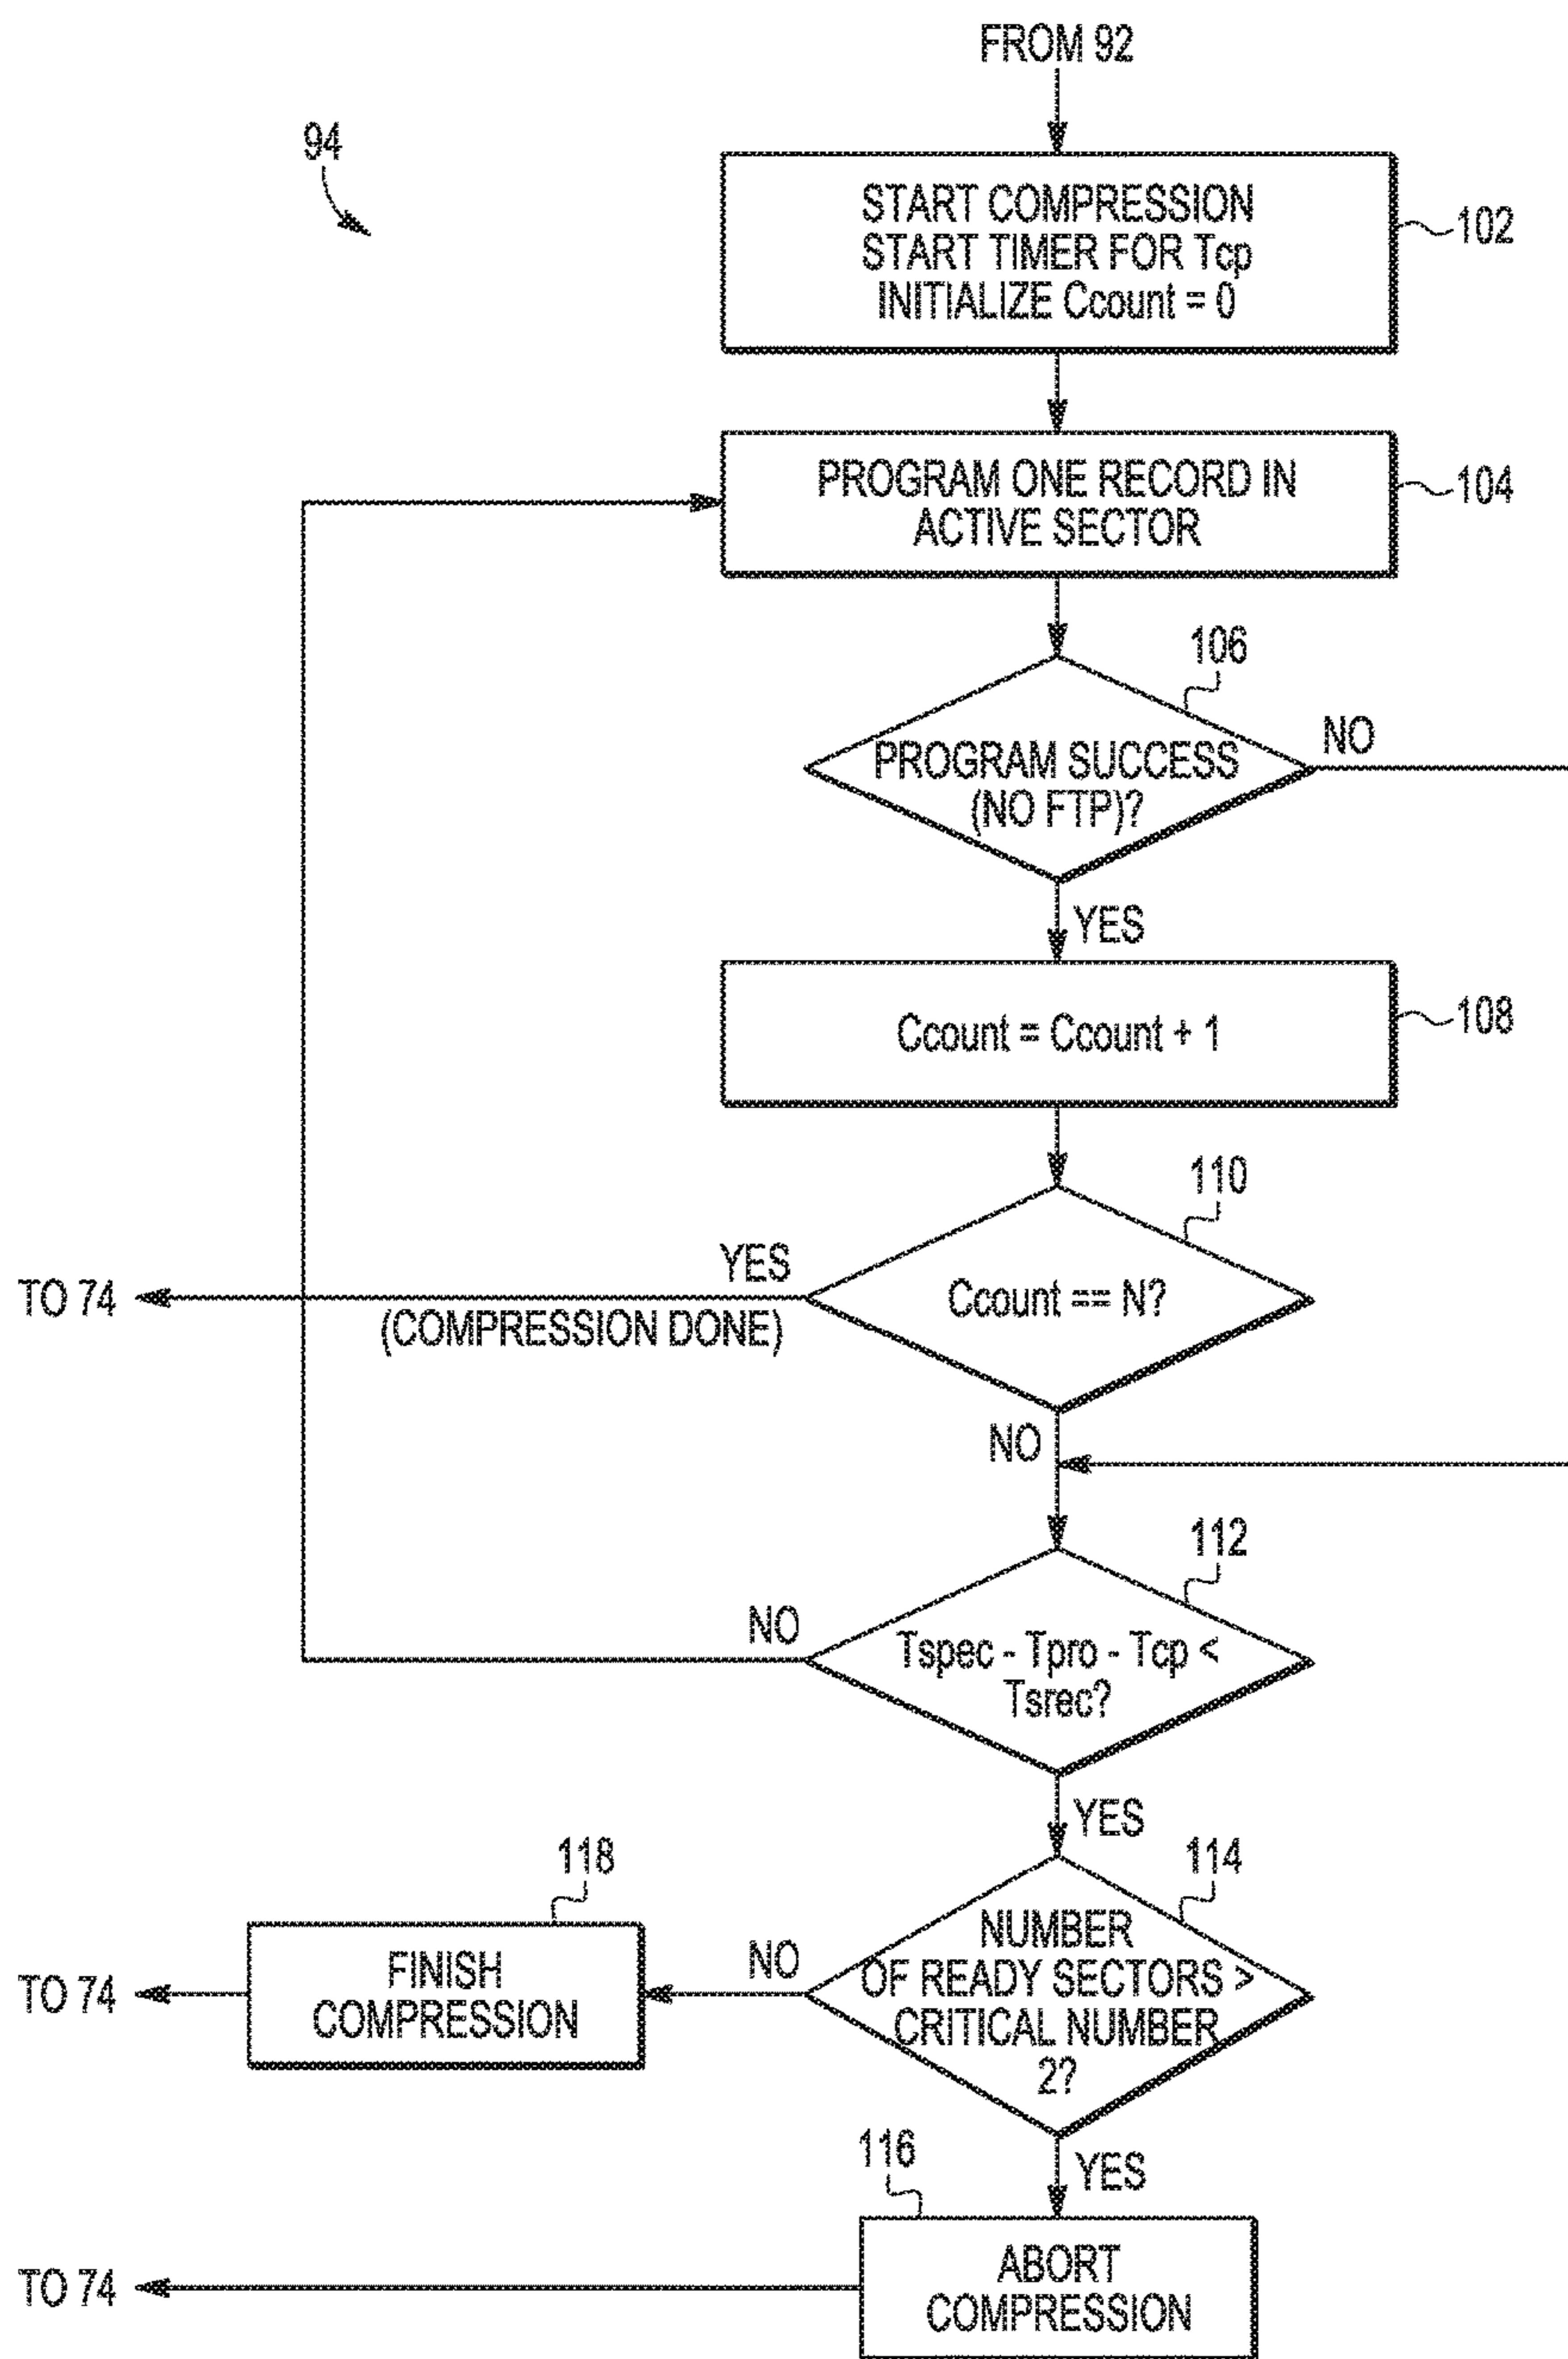 FROM 92
94
START COMPRESSION
START TIMER FOR Tcp
INITIALIZE Ccount = 0
102
PROGRAM ONE RECORD IN
ACTIVE SECTOR
104
106
PROGRAM SUCCESS
(NO FTP)?
NO
YES
Ccount = Ccount + 1
108
110
Ccount == N?
YES
(COMPRESSION DONE)
TO 74
NO
112
Tspec - Tpro - Tcp <
Tsrec?
NO
YES
114
NUMBER
OF READY SECTORS >
CRITICAL NUMBER
2?
NO
118
FINISH
COMPRESSION
TO 74
YES
116
ABORT
COMPRESSION
TO 74